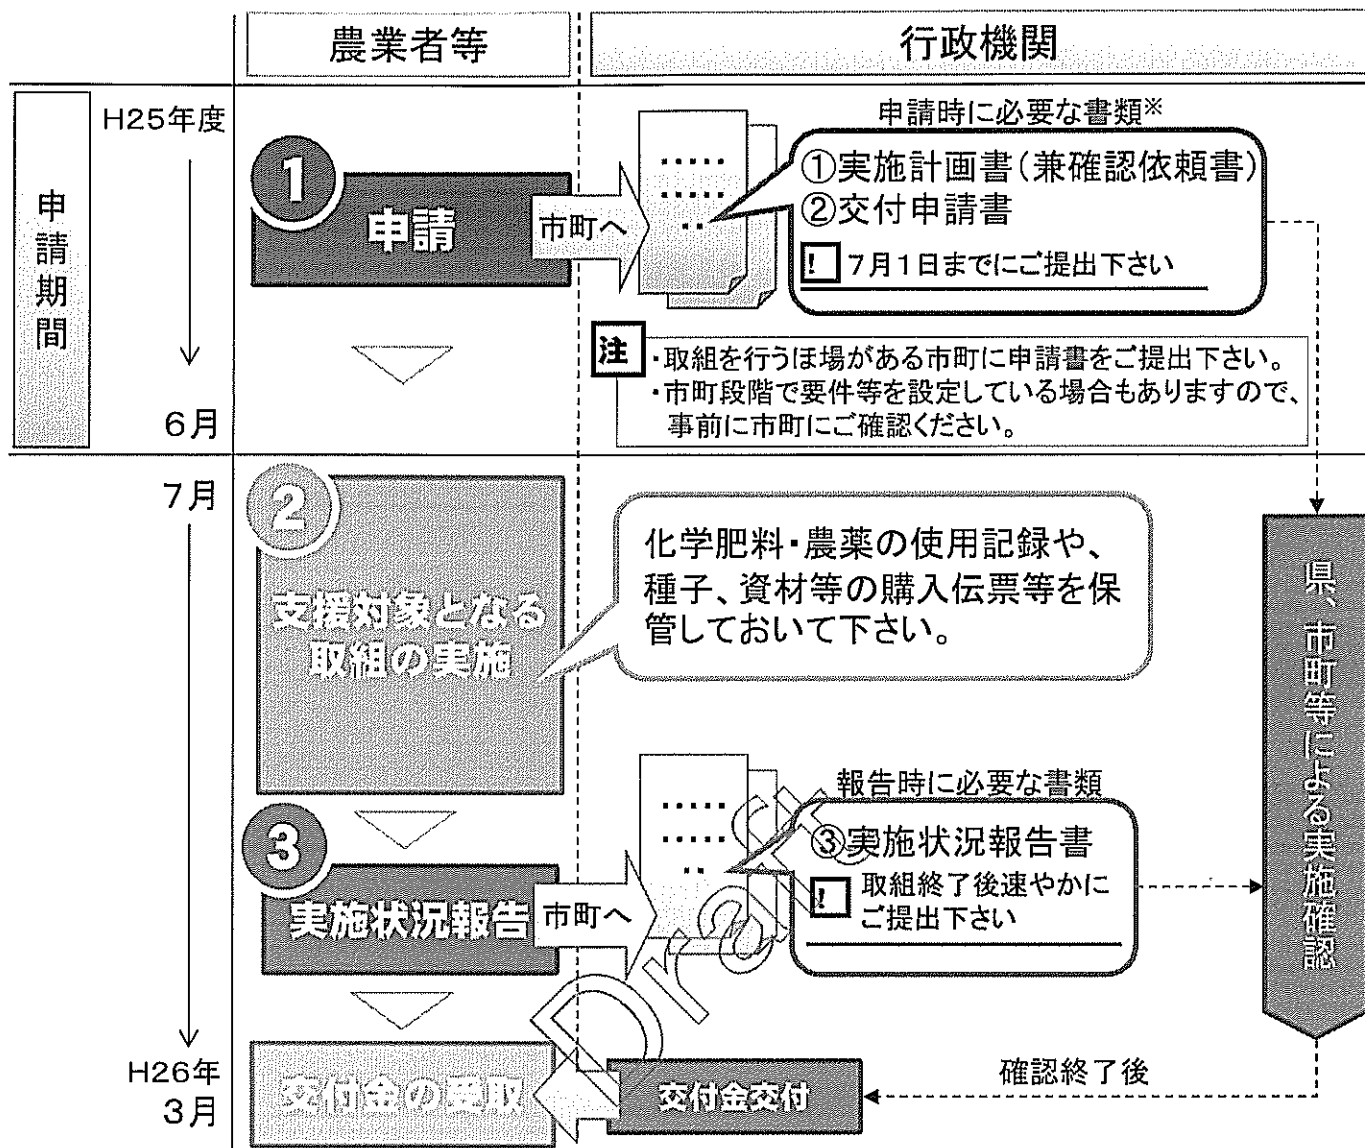 農業者等
行政機関
申請期間
H25年度
6月
①
申請
市町へ
申請時に必要な書類※
①実施計画書(兼確認依頼書)
②交付申請書
! 7月1日までにご提出下さい
注
・取組を行うほ場がある市町に申請書をご提出下さい。
・市町段階で要件等を設定している場合もありますので、
事前に市町にご確認ください。
7月
②
支援対象となる
取組の実施
化学肥料・農薬の使用記録や、
種子、資材等の購入伝票等を保
管しておいて下さい。
県、市町等による実施確認
③
実施状況報告
市町へ
報告時に必要な書類
③実施状況報告書
! 取組終了後速やかに
ご提出下さい
Draft
H26年
3月
交付金の受取
交付金交付
確認終了後